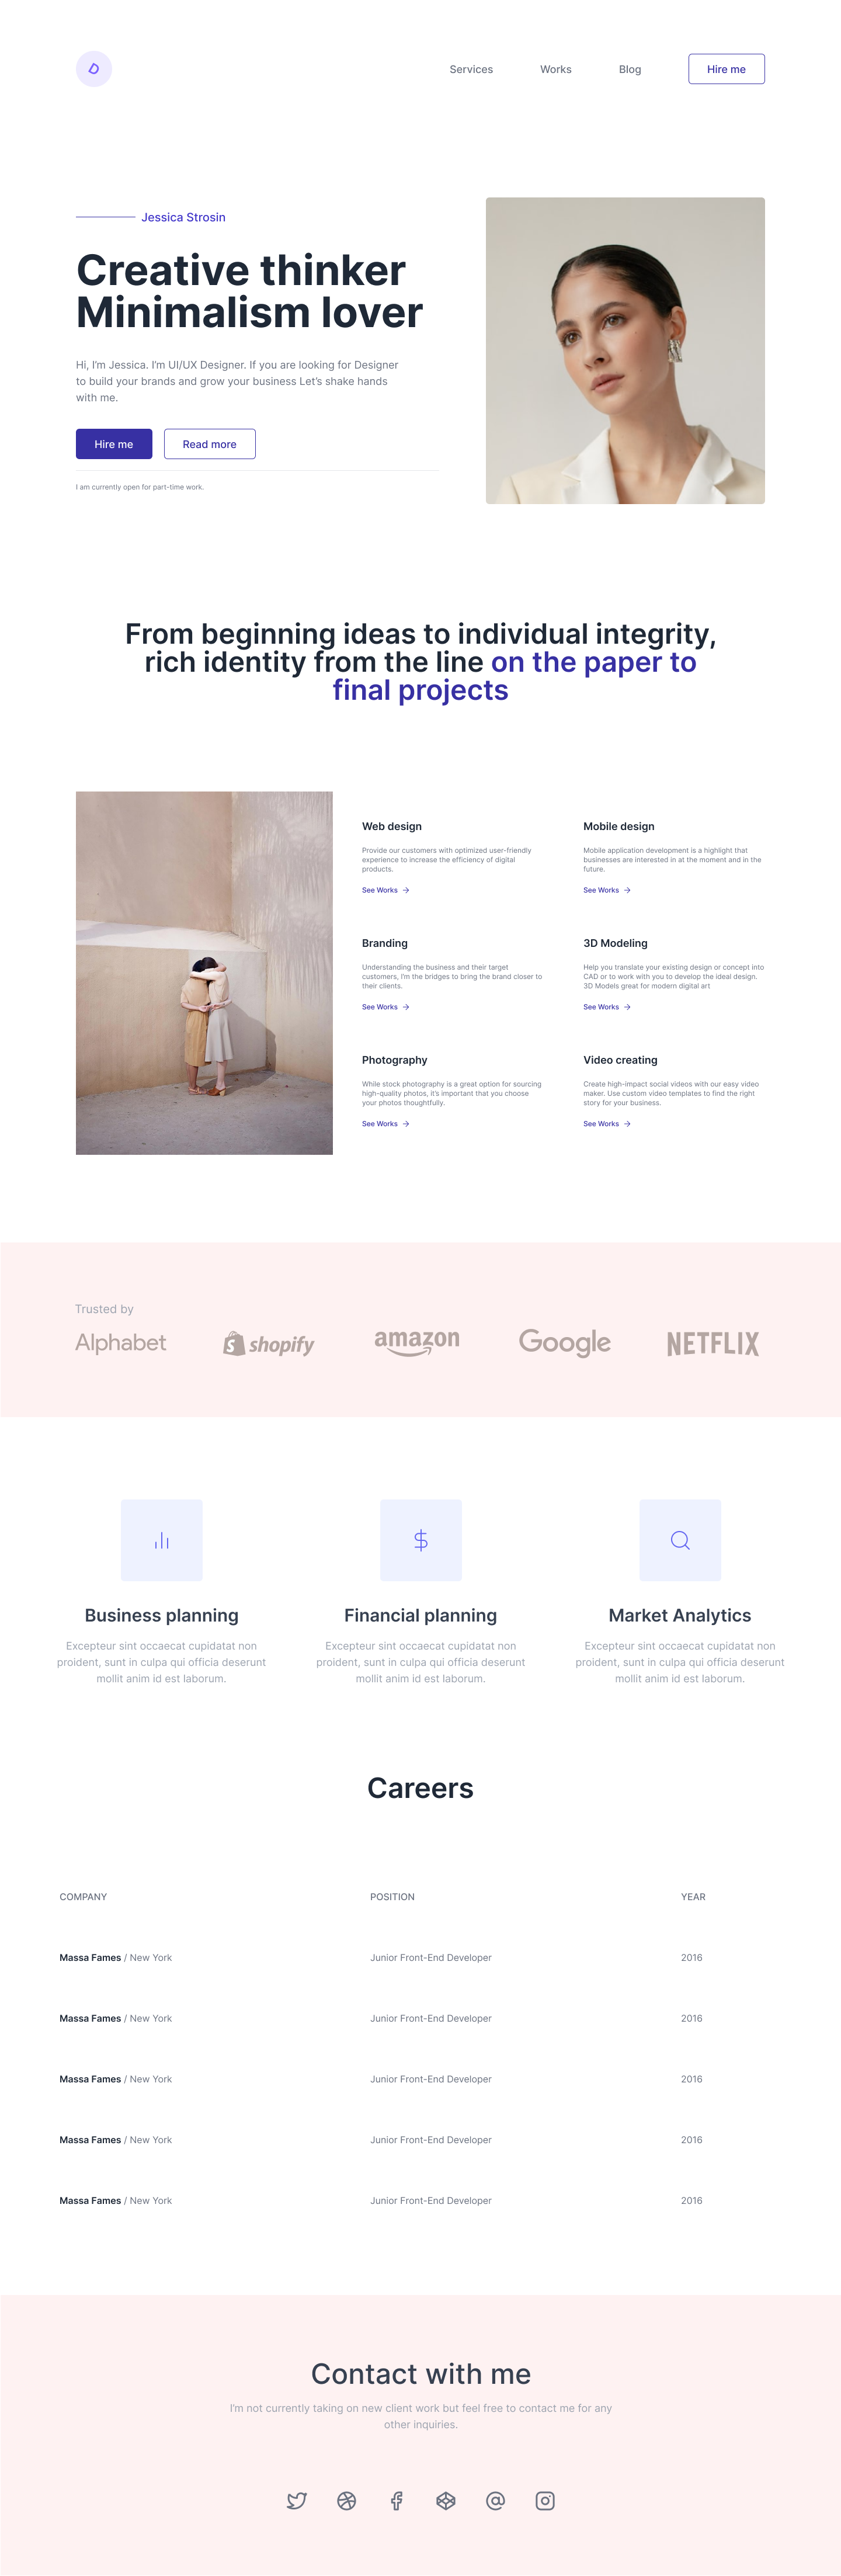 D
Services
Works
Blog
Hire me
Jessica Strosin
Creative thinker
Minimalism lover
Hi, I'm Jessica. I'm UI/UX Designer. If you are looking for Designer
to build your brands and grow your business Let's shake hands
with me.
Hire me
Read more
I am currently open for part-time work.
From beginning ideas to individual integrity,
rich identity from the line on the paper to
final projects
Web design
Provide our customers with optimized user-friendly
experience to increase the efficiency of digital
products.
See Works
Mobile design
Mobile application development is a highlight that
businesses are interested in at the moment and in the
future.
See Works
Branding
Understanding the business and their target
customers, I'm the bridges to bring the brand closer to
their clients.
See Works
3D Modeling
Help you translate your existing design or concept into
CAD or to work with you to develop the ideal design.
3D Models great for modern digital art
See Works
Photography
While stock photography is a great option for sourcing
high-quality photos, it's important that you choose
your photos thoughtfully.
See Works
Video creating
Create high-impact social videos with our easy video
maker. Use custom video templates to find the right
story for your business.
See Works
Trusted by
Alphabet
shopify
amazon
Google
NETFLIX
Business planning
Excepteur sint occaecat cupidatat non
proident, sunt in culpa qui officia deserunt
mollit anim id est laborum.
Financial planning
Excepteur sint occaecat cupidatat non
proident, sunt in culpa qui officia deserunt
mollit anim id est laborum.
Market Analytics
Excepteur sint occaecat cupidatat non
proident, sunt in culpa qui officia deserunt
mollit anim id est laborum.
Careers
COMPANY POSITION YEAR
Massa Fames / New York Junior Front-End Developer 2016
Massa Fames / New York Junior Front-End Developer 2016
Massa Fames / New York Junior Front-End Developer 2016
Massa Fames / New York Junior Front-End Developer 2016
Massa Fames / New York Junior Front-End Developer 2016
Contact with me
I'm not currently taking on new client work but feel free to contact me for any
other inquiries.